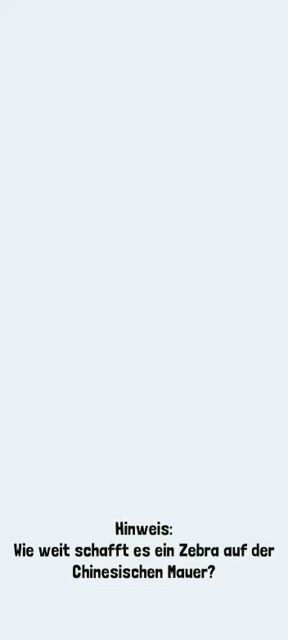 Hinweis:
Wie weit schafft es ein Zebra auf der
Chinesischen Mauer?